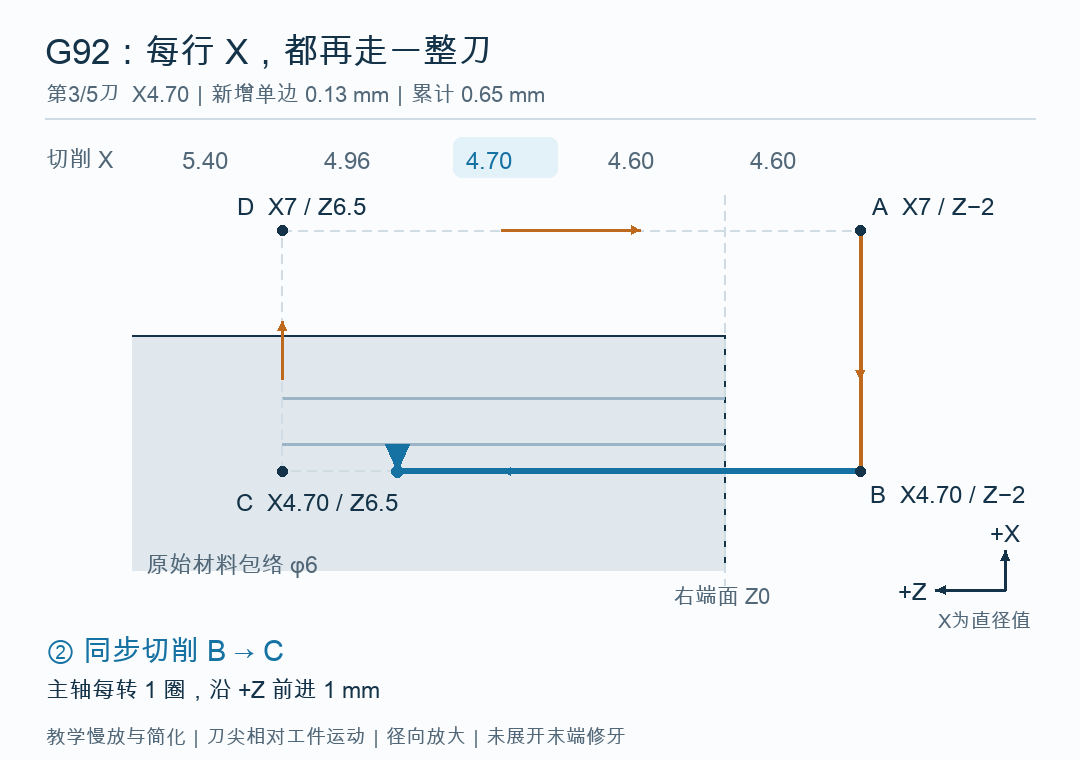 G92：每行 X，都再走一整刀
第3/5刀 X4.70 | 新增单边 0.13 mm | 累计 0.65 mm
切削 X 5.40 4.96 4.70 4.60 4.60
D X7 / Z6.5
A X7 / Z−2
C X4.70 / Z6.5
B X4.70 / Z−2
+X
原始材料包络 φ6
+Z
右端面 Z0
X为直径值
② 同步切削 B → C
主轴每转 1 圈，沿 +Z 前进 1 mm
教学慢放与简化 | 刀尖相对工件运动 | 径向放大 | 未展开末端修牙